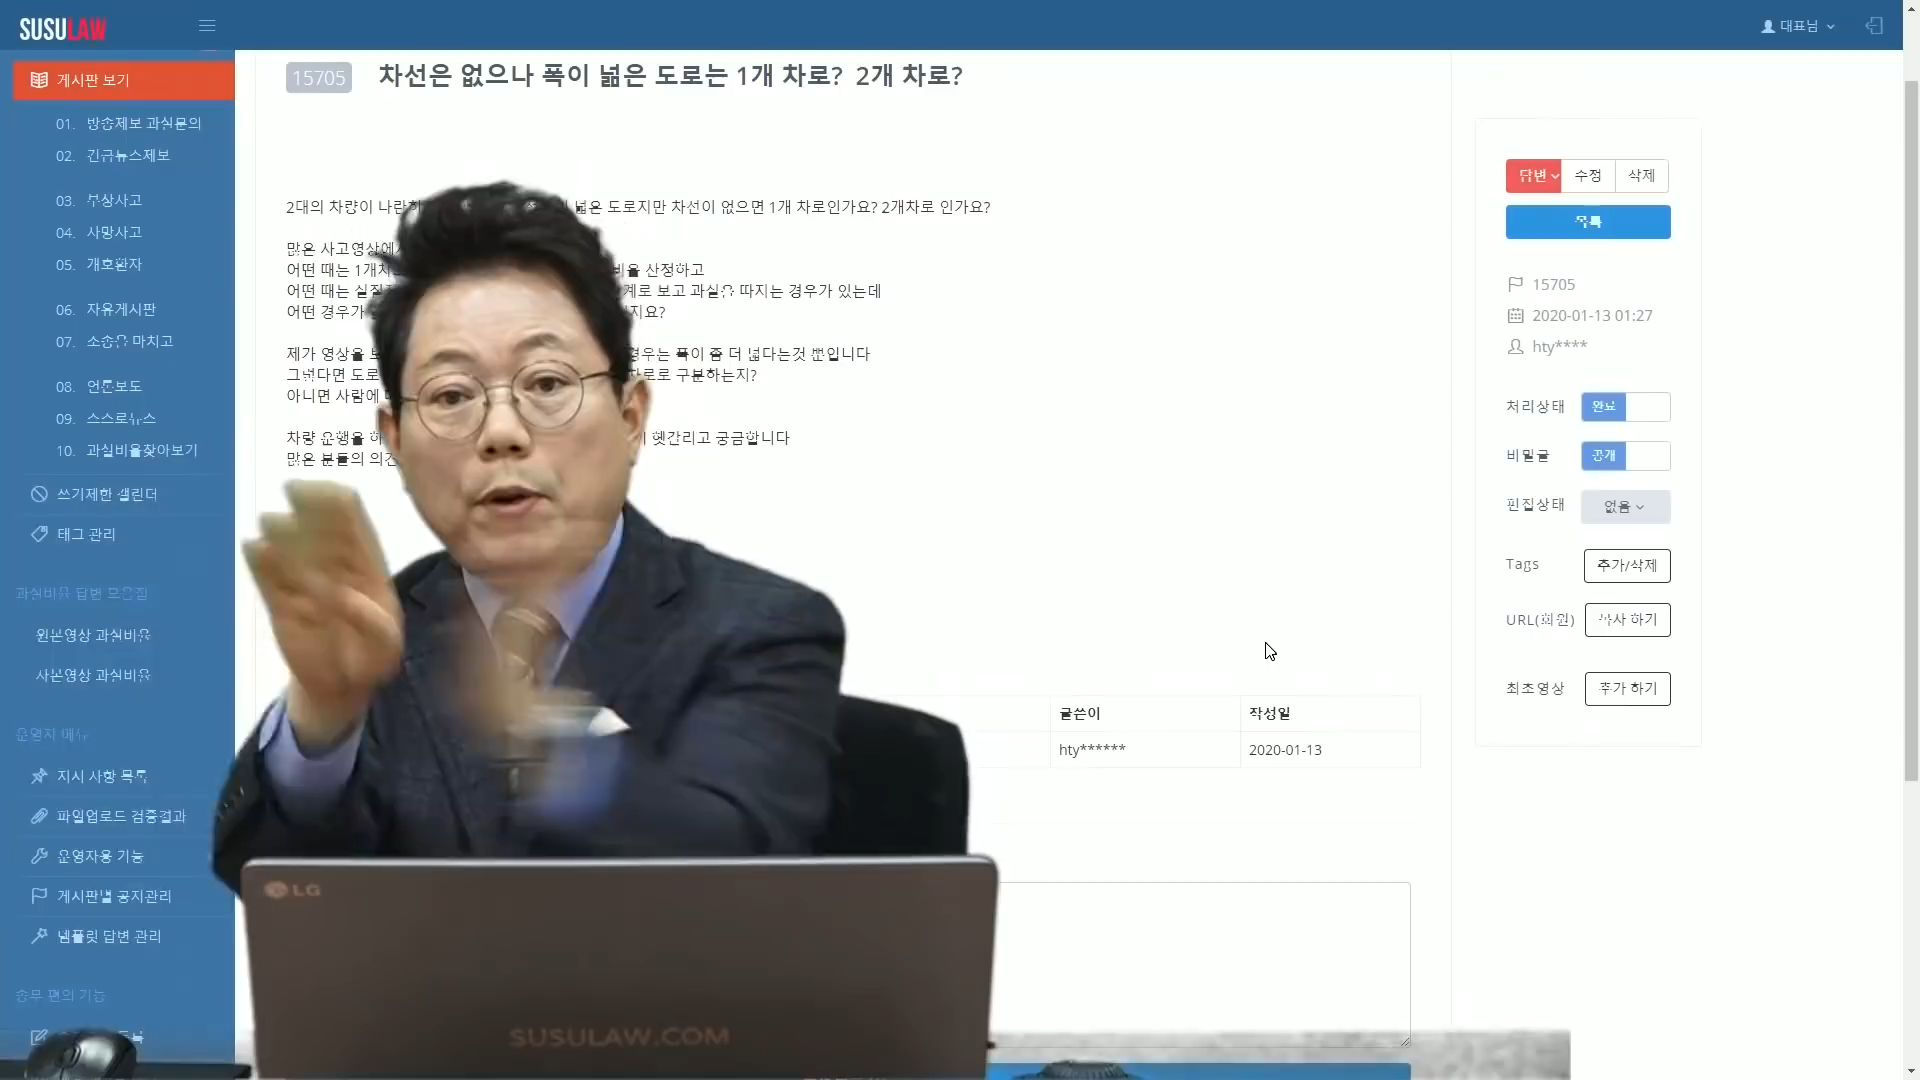 SUSULAW
대표님
게시판 보기
01. 방송제보 과실문의
02. 긴급뉴스제보
03. 부상사고
04. 사망사고
05. 개호환자
06. 자유게시판
07. 소송을 마치고
08. 언론보도
09. 스스로뉴스
10. 과실비율찾아보기
쓰기제한 캘린더
태그 관리
과실비율 답변 모음집
원본영상 과실비율
사본영상 과실비율
운영자 메뉴
지시 사항 목록
파일업로드 검증결과
운영자용 기능
게시판별 공지관리
템플릿 답변 관리
송무 편의 기능
15705 차선은 없으나 폭이 넓은 도로는 1개 차로? 2개 차로?
2대의 차량이 나란히 넓은 도로지만 차선이 없으면 1개 차로인가요? 2개차로 인가요?
많은 사고영상에
어떤 때는 1개차 산정하고
어떤 때는 보고 과실을 따지는 경우가 있는데
어떤 경우가
제가 영상을 경우는 폭이 좀 더 넓다는것 뿐입니다
그렇다면 구분하는지?
아니면 사람에
차량 운행을 헷갈리고 궁금합니다
많은 분들의
글쓴이 작성일
hty****** 2020-01-13
답변 수정 삭제
목록
15705
2020-01-13 01:27
hty****
처리상태 완료
비밀글 공개
편집상태 없음
Tags 추가/삭제
URL(회원) 복사 하기
최초영상 추가 하기
LG
SUSULAW.COM